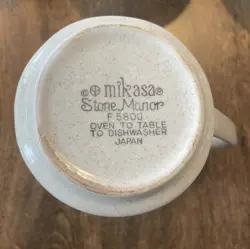 © mikasa®
Stone Manor
F 5800
OVEN TO TABLE
TO DISHWASHER
JAPAN